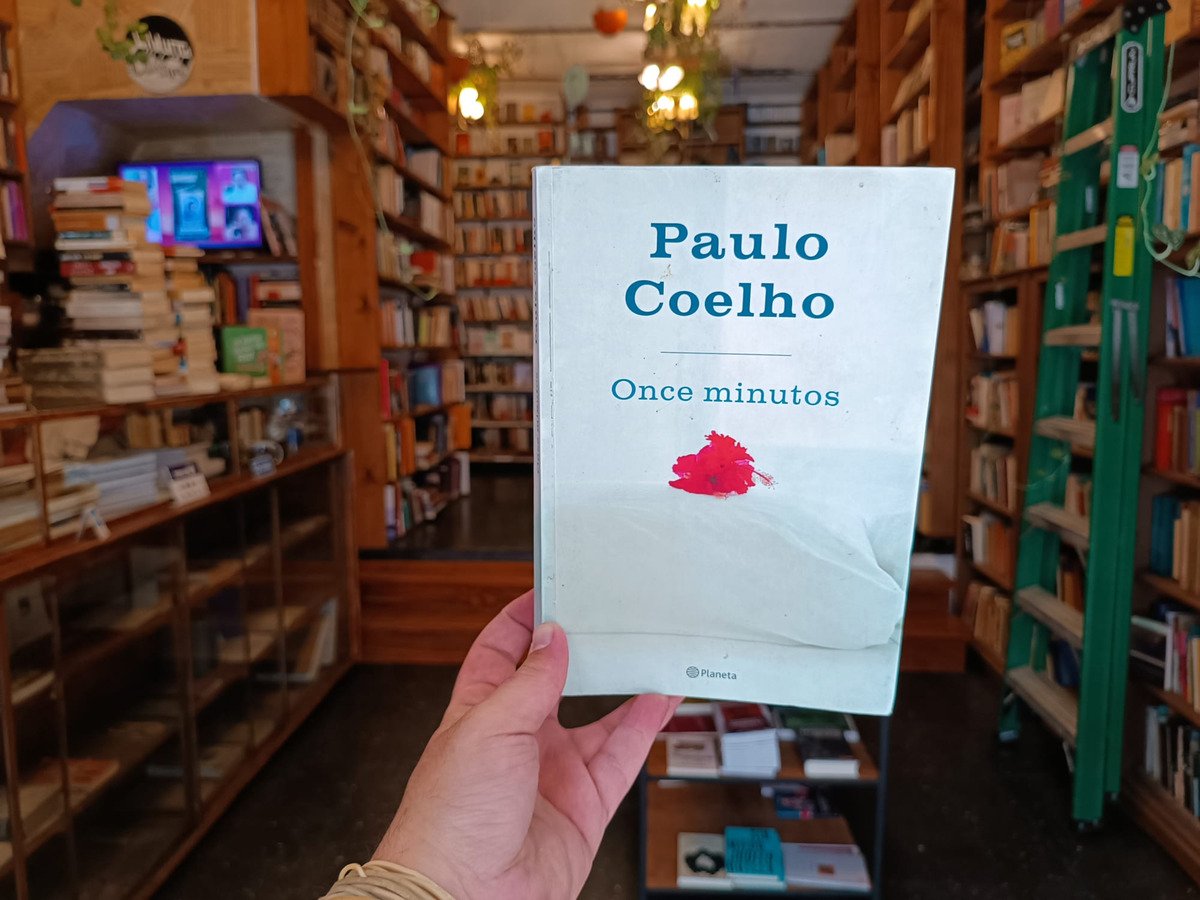 Paulo
Coelho
Once minutos
Planeta